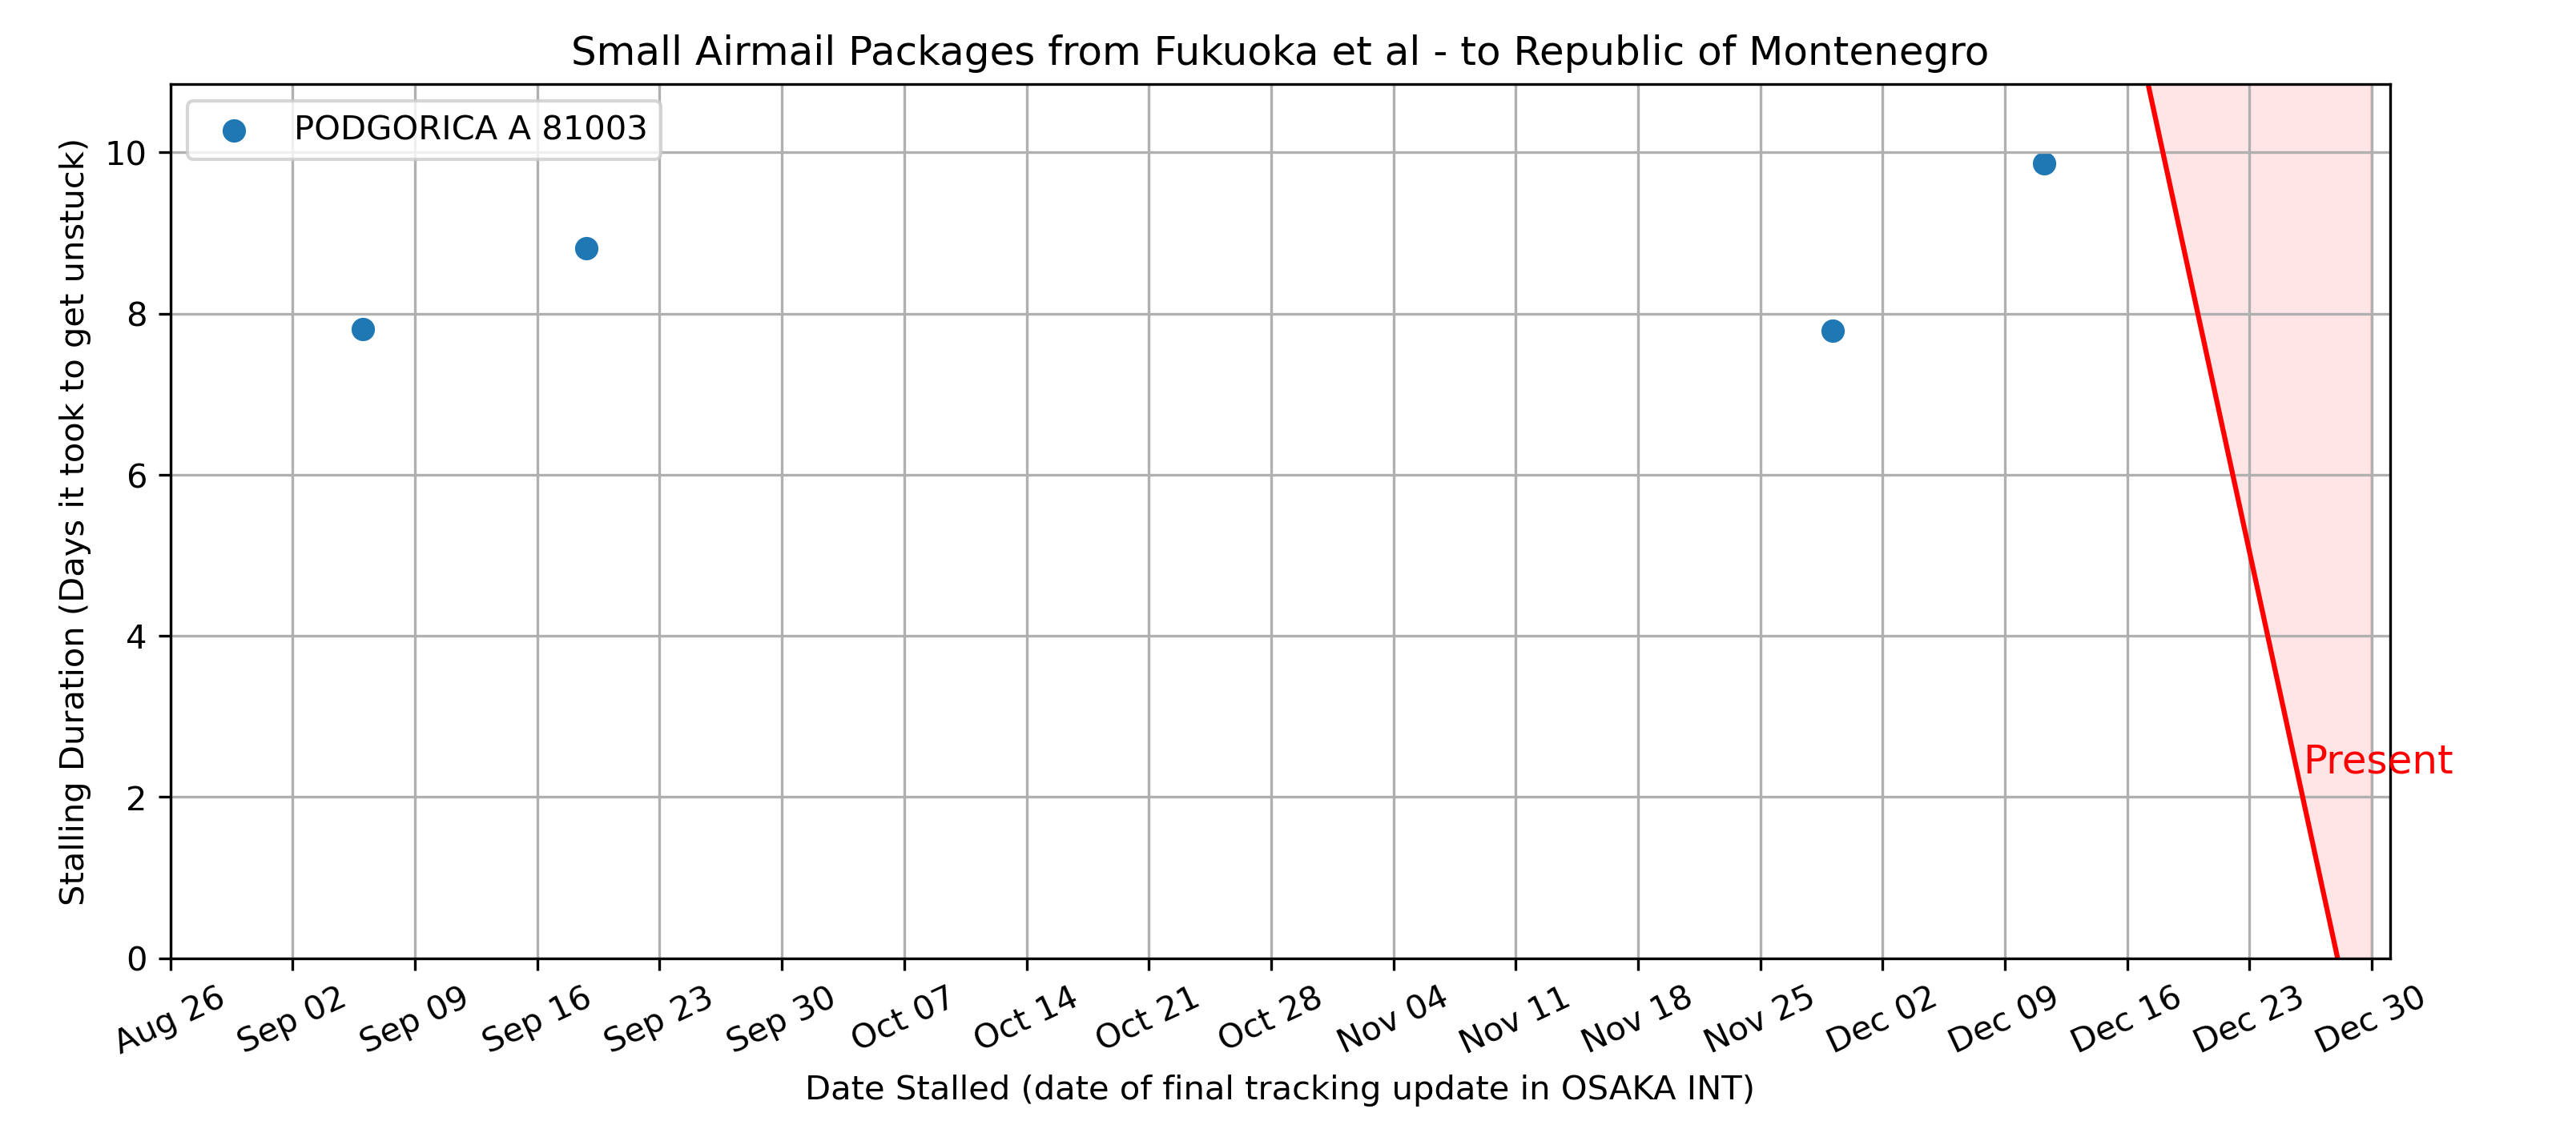 Small Airmail Packages from Fukuoka et al - to Republic of Montenegro
PODGORICA A 81003
Stalling Duration (Days it took to get unstuck)
10
8
6
4
2
0
Present
Aug 26 Sep 02 Sep 09 Sep 16 Sep 23 Sep 30 Oct 07 Oct 14 Oct 21 Oct 28 Nov 04 Nov 11 Nov 18 Nov 25 Dec 02 Dec 09 Dec 16 Dec 23 Dec 30
Date Stalled (date of final tracking update in OSAKA INT)